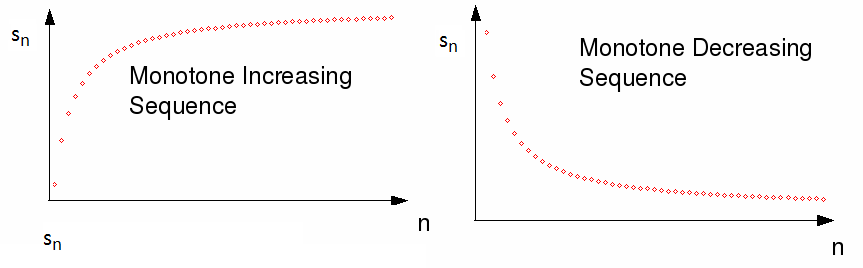 sn
Monotone Increasing
Sequence
n
sn
sn
Monotone Decreasing
Sequence
n